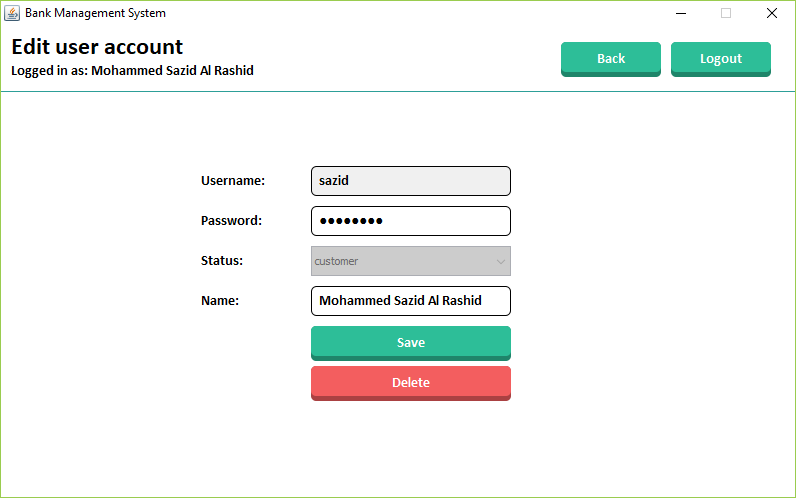 Bank Management System
Edit user account
Logged in as: Mohammed Sazid Al Rashid
Back
Logout
Username:
sazid
Password:
●●●●●●●●
Status:
customer
Name:
Mohammed Sazid Al Rashid
Save
Delete